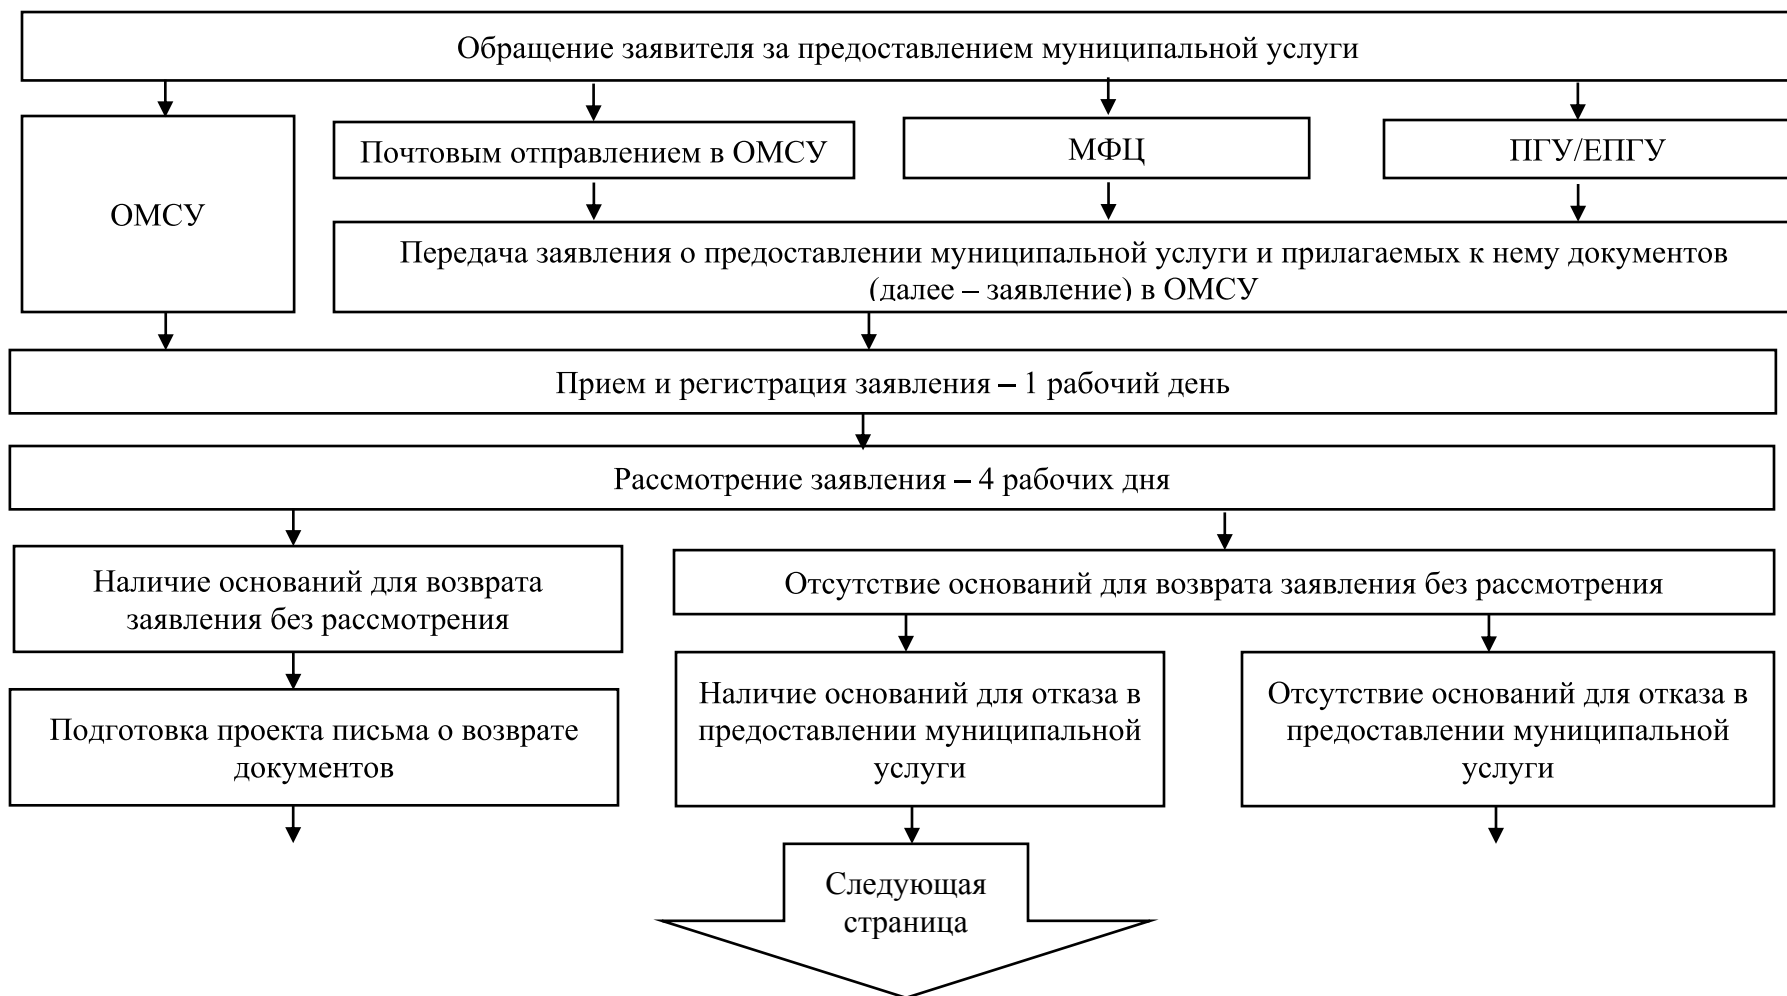 Обращение заявителя за предоставлением муниципальной услуги
ОМСУ
Почтовым отправлением в ОМСУ
МФЦ
ПГУ/ЕПГУ
Передача заявления о предоставлении муниципальной услуги и прилагаемых к нему документов
(далее – заявление) в ОМСУ
Прием и регистрация заявления – 1 рабочий день
Рассмотрение заявления – 4 рабочих дня
Наличие оснований для возврата
заявления без рассмотрения
Отсутствие оснований для возврата заявления без рассмотрения
Подготовка проекта письма о возврате
документов
Наличие оснований для отказа в
предоставлении муниципальной
услуги
Отсутствие оснований для отказа в
предоставлении муниципальной
услуги
Следующая
страница